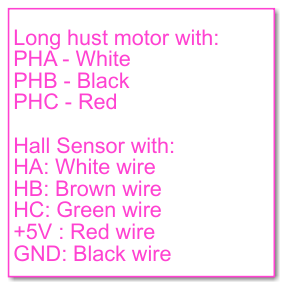 Long hust motor with:
PHA - White
PHB - Black
PHC - Red
Hall Sensor with:
HA: White wire
HB: Brown wire
HC: Green wire
+5V : Red wire
GND: Black wire